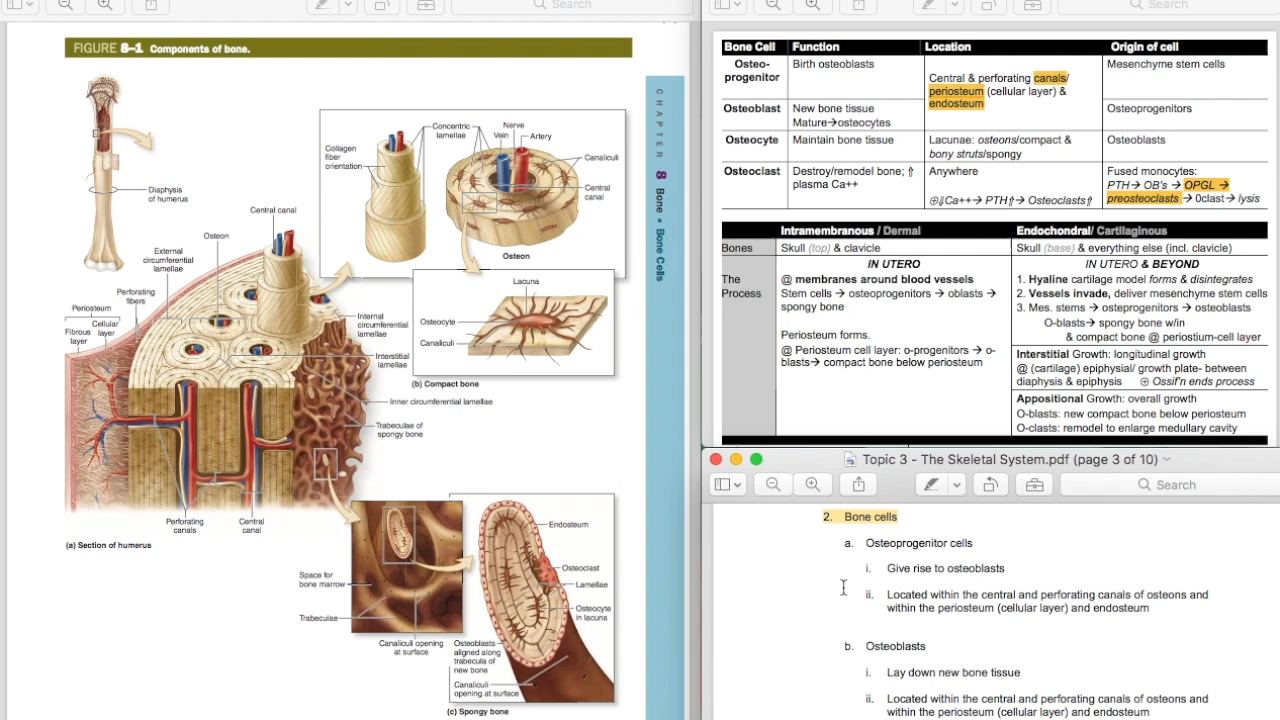 Search
Search
FIGURE 8–1 Components of bone.
CHAPTER 8 Bone • Bone Cells
Diaphysis
of humerus
Central canal
Osteon
External
circumferential
lamellae
Perforating
fibers
Periosteum
Fibrous
layer
Cellular
layer
Collagen
fiber
orientation
Concentric
lamellae
Nerve
Vein
Artery
Canaliculi
Central
canal
Osteon
Lacuna
Osteocyte
Canaliculi
(b) Compact bone
Internal
circumferential
lamellae
Interstitial
lamellae
Inner circumferential lamellae
Trabeculae of
spongy bone
Perforating
canals
Central
canal
(a) Section of humerus
Space for
bone marrow
Trabeculae
Canaliculi opening
at surface
Endosteum
Osteoclast
Lamellae
Osteocyte
in lacuna
Osteoblasts
aligned along
trabecula of
new bone
Canaliculi
opening at surface
(c) Spongy bone
Bone Cell Function Location Origin of cell
Osteo-
progenitor
Birth osteoblasts
Central & perforating canals/
periosteum (cellular layer) &
endosteum
Mesenchyme stem cells
Osteoblast
New bone tissue
Mature→osteocytes
Osteoprogenitors
Osteocyte
Maintain bone tissue
Lacunae: osteons/compact &
bony struts/spongy
Osteoblasts
Osteoclast
Destroy/remodel bone; ⇑
plasma Ca++
Anywhere
⊕⇓Ca++→ PTH⇑→ Osteoclasts⇑
Fused monocytes:
PTH→ OB's → OPGL →
preosteoclasts → 0clast→ lysis
Intramembranous / Dermal
Endochondral/ Cartilaginous
Bones
Skull (top) & clavicle
Skull (base) & everything else (incl. clavicle)
The
Process
IN UTERO
@ membranes around blood vessels
Stem cells → osteoprogenitors → oblasts →
spongy bone
Periosteum forms.
@ Periosteum cell layer: o-progenitors → o-
blasts→ compact bone below periosteum
IN UTERO & BEYOND
1. Hyaline cartilage model forms & disintegrates
2. Vessels invade, deliver mesenchyme stem cells
3. Mes. stems → osteprogenitors → osteoblasts
O-blasts→ spongy bone w/in
& compact bone @ periostium-cell layer
Interstitial Growth: longitudinal growth
@ (cartilage) epiphysial/ growth plate- between
diaphysis & epiphysis ⊕ Ossif'n ends process
Appositional Growth: overall growth
O-blasts: new compact bone below periosteum
O-clasts: remodel to enlarge medullary cavity
Topic 3 - The Skeletal System.pdf (page 3 of 10)
Search
2. Bone cells
a. Osteoprogenitor cells
i. Give rise to osteoblasts
ii. Located within the central and perforating canals of osteons and
within the periosteum (cellular layer) and endosteum
b. Osteoblasts
i. Lay down new bone tissue
ii. Located within the central and perforating canals of osteons and
within the periosteum (cellular layer) and endosteum